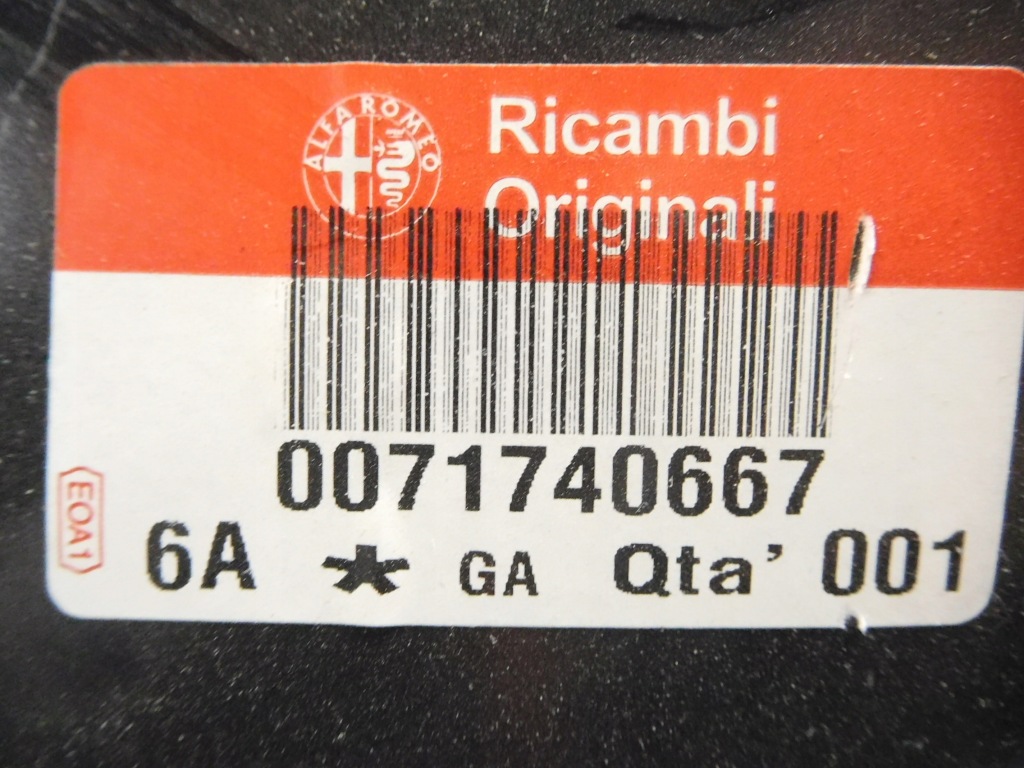 ALFA ROMEO
Ricambi
Originali
0071740667
EOA1
6A * GA Qta' 001